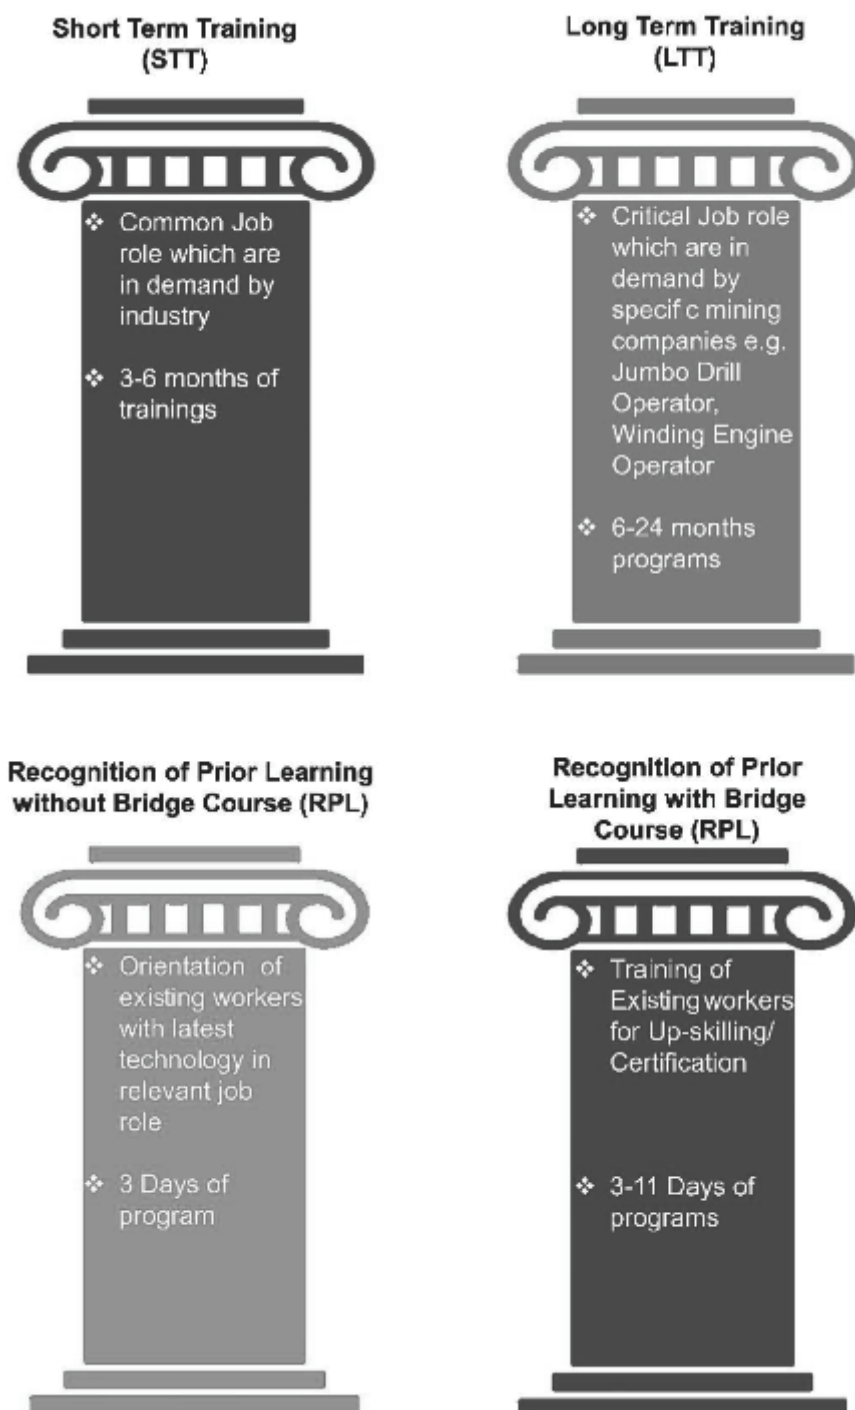 Short Term Training
(STT)
❖ Common Job
role which are
in demand by
industry
❖ 3-6 months of
trainings
Long Term Training
(LTT)
❖ Critical Job role
which are in
demand by
specific mining
companies e.g.
Jumbo Drill
Operator,
Winding Engine
Operator
❖ 6-24 months
programs
Recognition of Prior Learning
without Bridge Course (RPL)
❖ Orientation of
existing workers
with latest
technology in
relevant job
role
❖ 3 Days of
program
Recognition of Prior
Learning with Bridge
Course (RPL)
❖ Training of
Existing workers
for Up-skilling/
Certification
❖ 3-11 Days of
programs